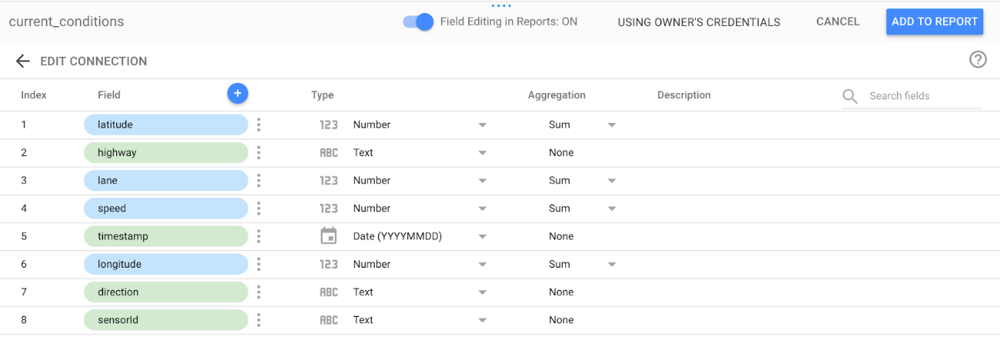 current_conditions Field Editing in Reports: ON USING OWNER'S CREDENTIALS CANCEL ADD TO REPORT
EDIT CONNECTION ?
Index Field + Type Aggregation Description Search fields
1 latitude 123 Number Sum
2 highway ABC Text None
3 lane 123 Number Sum
4 speed 123 Number Sum
5 timestamp Date (YYYYMMDD) None
6 longitude 123 Number Sum
7 direction ABC Text None
8 sensorId ABC Text None